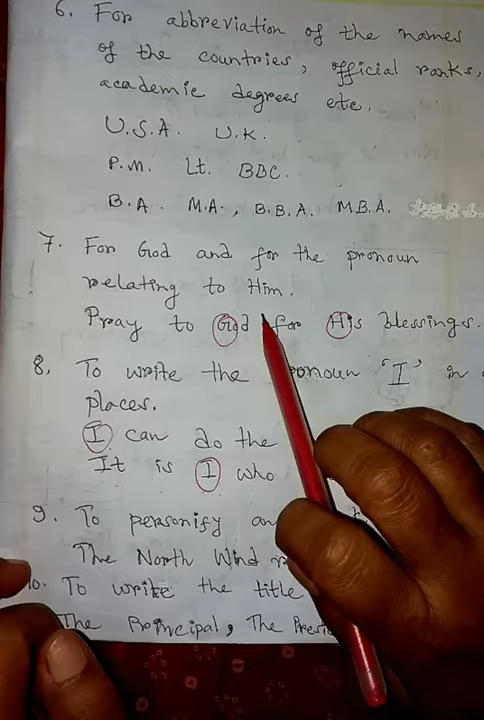 6. For abbreviation of the names
of the countries, official ranks,
academic degrees etc.
U.S.A. U.K.
P.M. Lt. BBC.
B.A. M.A., B.B.A. M.B.A.
7. For God and for the pronoun
relating to Him.
Pray to God for His blessings.
8. To write the pronoun 'I' in
places.
I can do the
It is I who
9. To personify an
The North Wind
10. To write the title
The Principal, The